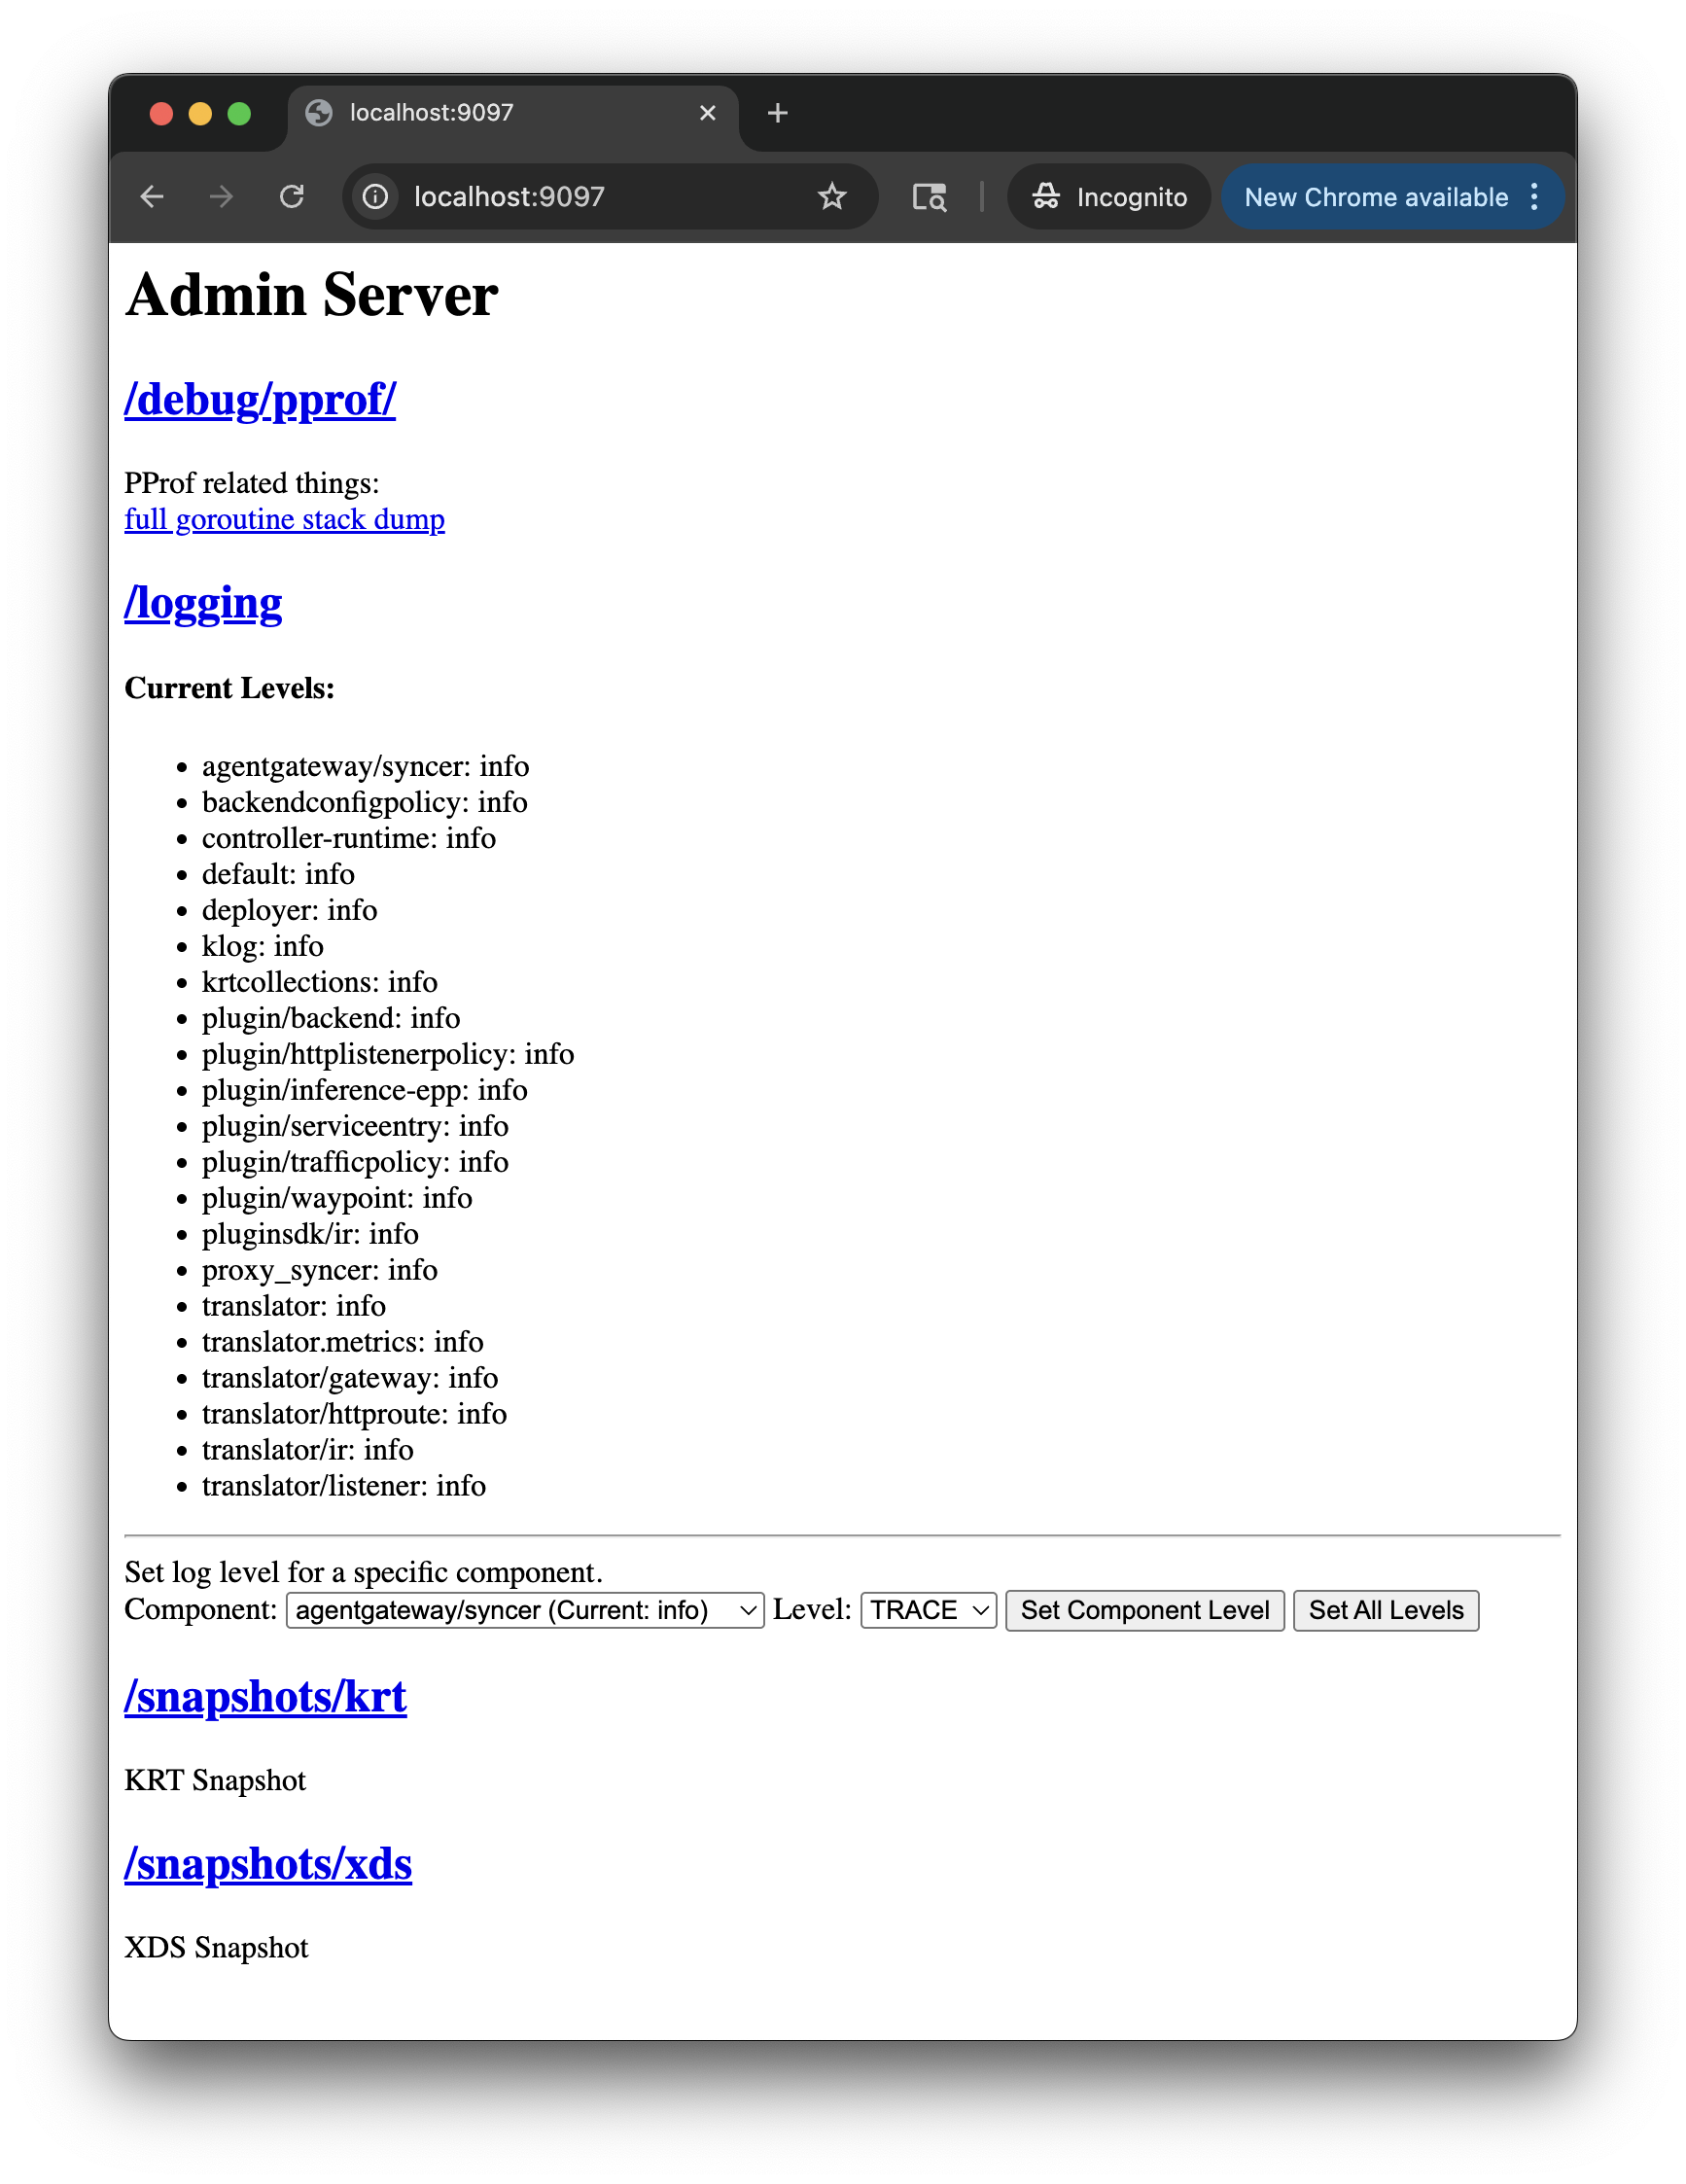 localhost:9097
localhost:9097
Incognito
New Chrome available
Admin Server
/debug/pprof/
PProf related things:
full goroutine stack dump
/logging
Current Levels:
agentgateway/syncer: info
backendconfigpolicy: info
controller-runtime: info
default: info
deployer: info
klog: info
krtcollections: info
plugin/backend: info
plugin/httplistenerpolicy: info
plugin/inference-epp: info
plugin/serviceentry: info
plugin/trafficpolicy: info
plugin/waypoint: info
pluginsdk/ir: info
proxy_syncer: info
translator: info
translator.metrics: info
translator/gateway: info
translator/httproute: info
translator/ir: info
translator/listener: info
Set log level for a specific component.
Component: agentgateway/syncer (Current: info) Level: TRACE Set Component Level Set All Levels
/snapshots/krt
KRT Snapshot
/snapshots/xds
XDS Snapshot